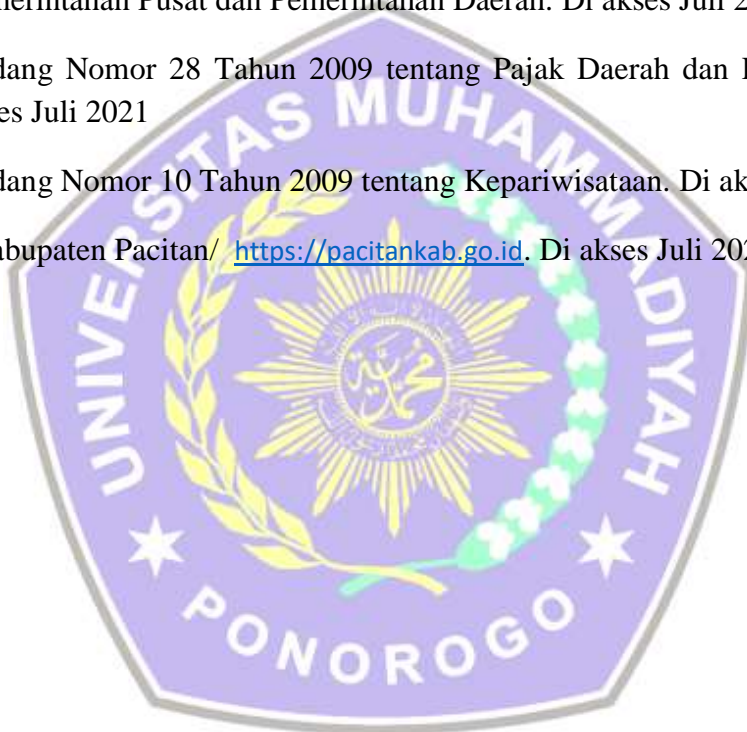 merintahan Pusat dan Pemerintahan Daerah. Di akses Juli 2
dang Nomor 28 Tahun 2009 tentang Pajak Daerah dan
es Juli 2021
dang Nomor 10 Tahun 2009 tentang Kepariwisataan. Di ak
abupaten Pacitan/ https://pacitankab.go.id. Di akses Juli 202
UNIVERSITAS MUHAMMADIYAH
PONOROGO